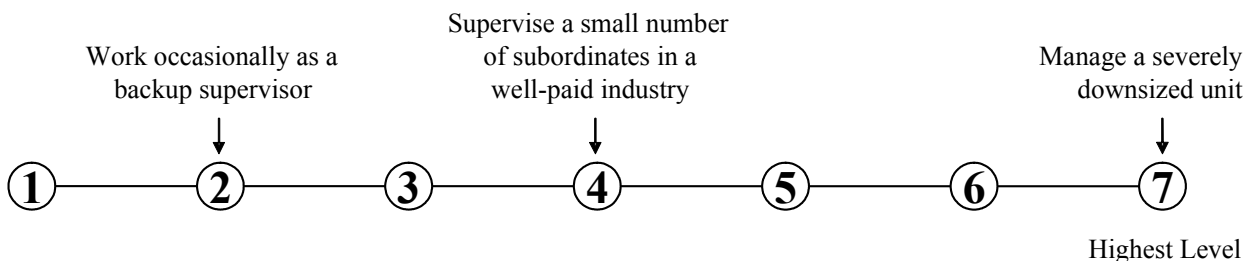 Work occasionally as a
backup supervisor
Supervise a small number
of subordinates in a
well-paid industry
Manage a severely
downsized unit
1 2 3 4 5 6 7
Highest Level